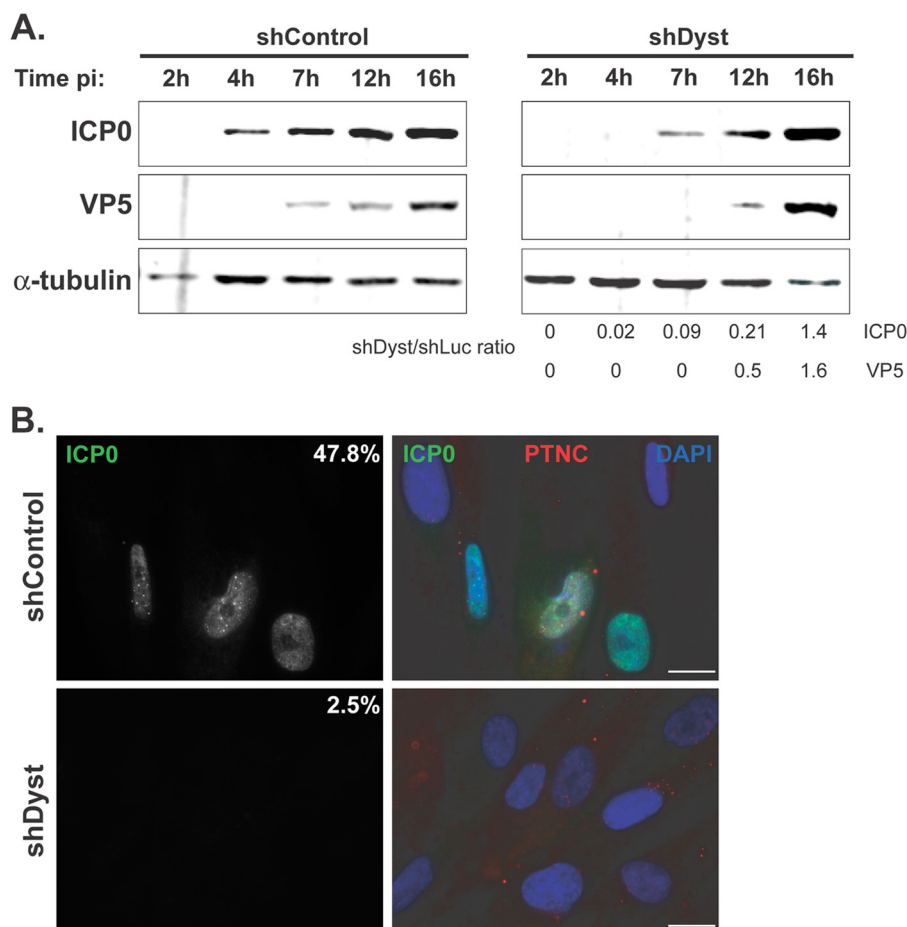 A.
shControl shDyst
Time pi: 2h 4h 7h 12h 16h 2h 4h 7h 12h 16h
ICP0
VP5
α-tubulin
0 0.02 0.09 0.21 1.4 ICP0
shDyst/shLuc ratio
0 0 0 0.5 1.6 VP5
B.
ICP0 47.8% ICP0 PTNC DAPI
shControl
2.5%
shDyst